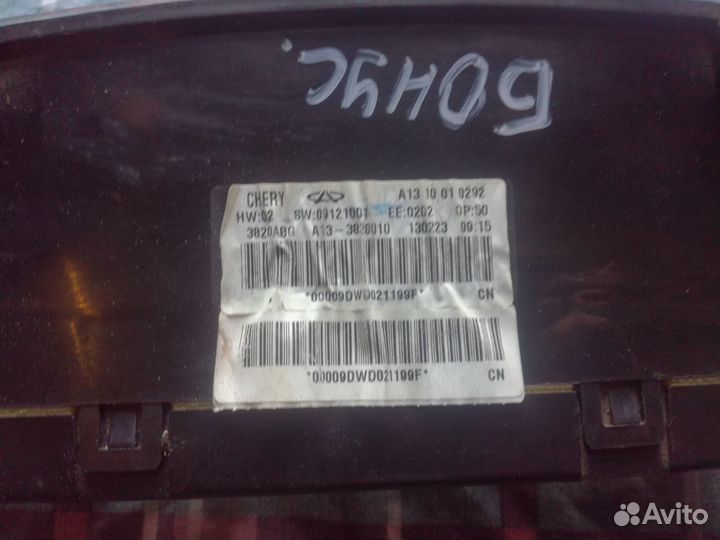 БОНУС.
CHERY A13 10 01 0292
HW:02 SW:09121001 EE:0202 OP:50
3820ABG A13-3820010 130223 09:15
*00009DWD021199F* CN
*00009DWD021199F* CN
Avito